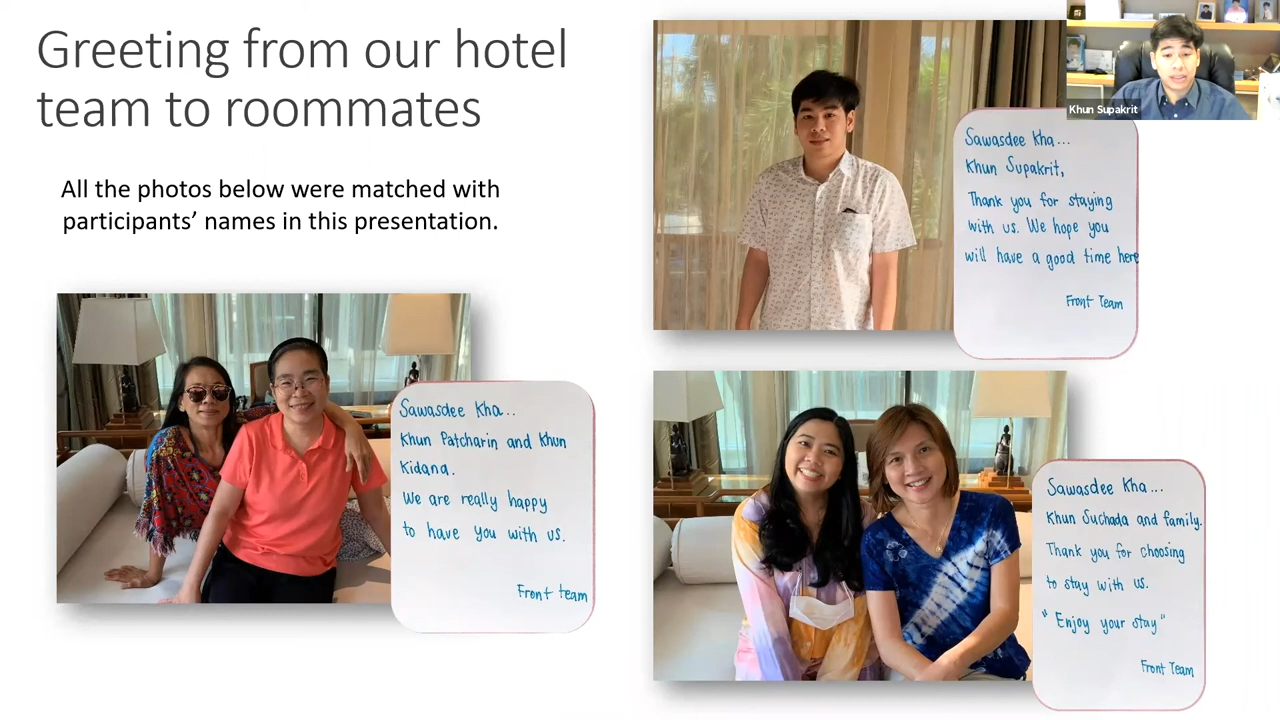 Greeting from our hotel
team to roommates
All the photos below were matched with
participants’ names in this presentation.
Khun Supakrit
Sawasdee Kha...
Khun Supakrit,
Thank you for staying
with us. We hope you
will have a good time here
Front Team
Sawasdee Kha..
Khun Patcharin and Khun
Kidana.
We are really happy
to have you with us.
Front team
Sawasdee Kha...
Khun Suchada and family.
Thank you for choosing
to stay with us.
" Enjoy your stay"
Front Team